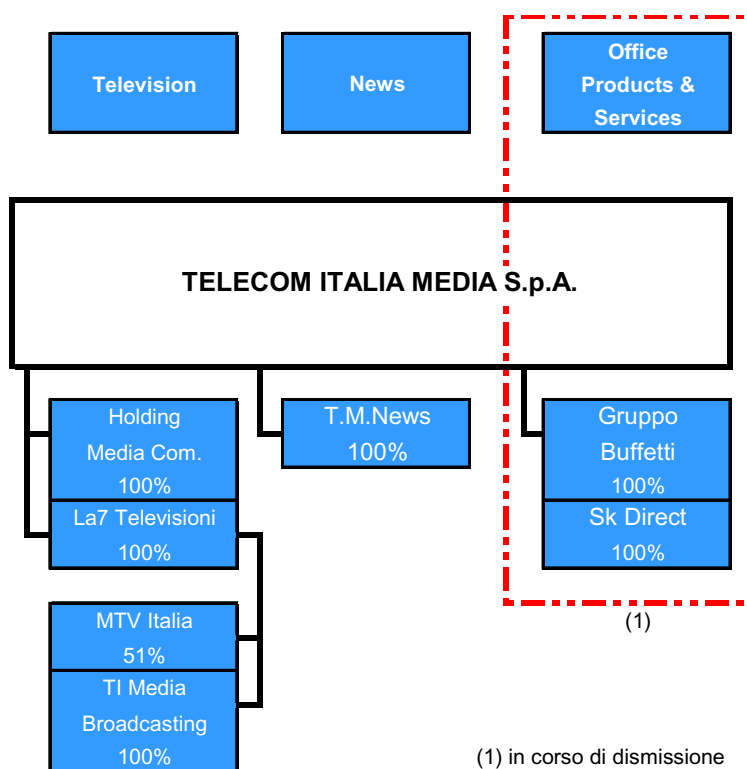 Television
News
Office
Products &
Services
TELECOM ITALIA MEDIA S.p.A.
Holding
Media Com.
100%
La7 Televisioni
100%
MTV Italia
51%
TI Media
Broadcasting
100%
T.M.News
100%
Gruppo
Buffetti
100%
Sk Direct
100%
(1)
(1) in corso di dismissione